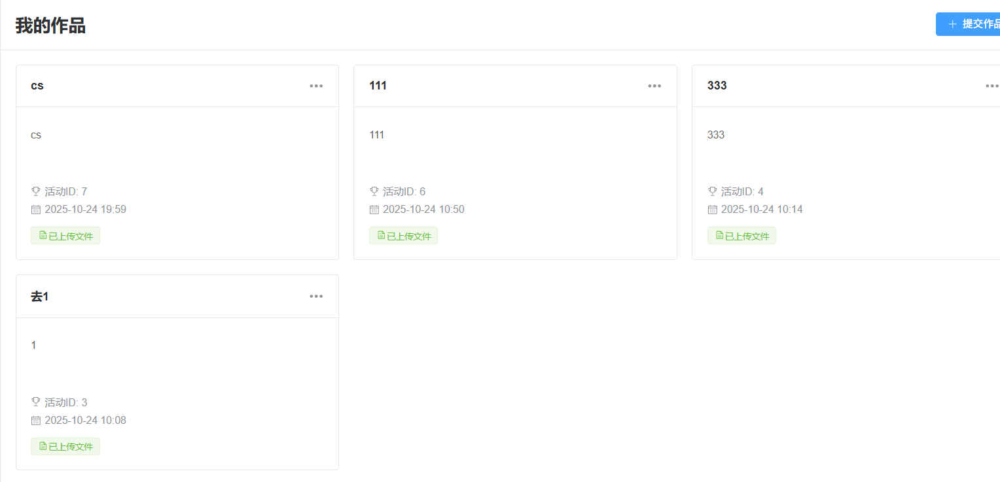 我的作品
提交作品
cs
cs
活动ID: 7
2025-10-24 19:59
已上传文件
111
111
活动ID: 6
2025-10-24 10:50
已上传文件
333
333
活动ID: 4
2025-10-24 10:14
已上传文件
去1
1
活动ID: 3
2025-10-24 10:08
已上传文件